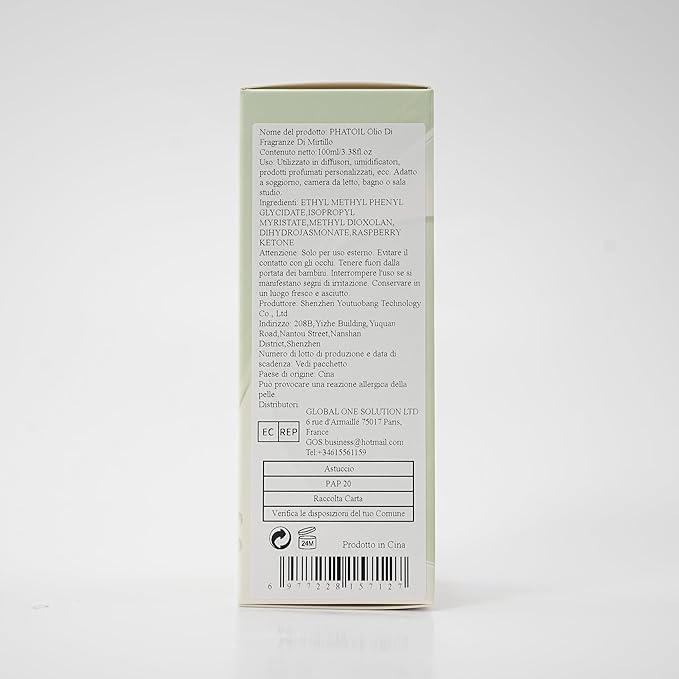 Nome del prodotto: PHATOIL Olio Di
Fragranze Di Mirtillo
Contenuto netto:100ml/3.38fl.oz
Uso: Utilizzato in diffusori, umidificatori,
prodotti profumati personalizzati, ecc. Adatto
a soggiorno, camera da letto, bagno o sala
studio.
Ingredienti: ETHYL METHYL PHENYL
GLYCIDATE,ISOPROPYL
MYRISTATE,METHYL DIOXOLAN,
DIHYDROJASMONATE,RASPBERRY
KETONE
Attenzione: Solo per uso esterno. Evitare il
contatto con gli occhi. Tenere fuori dalla
portata dei bambini. Interrompere l'uso se si
manifestano segni di irritazione. Conservare in
un luogo fresco e asciutto.
Produttore: Shenzhen Youtuobang Technology
Co., Ltd
Indirizzo: 208B,Yizhe Building,Yuquan
Road,Nantou Street,Nanshan
District,Shenzhen
Numero di lotto di produzione e data di
scadenza: Vedi pacchetto
Paese di origine: Cina
Può provocare una reazione allergica della
pelle.
Distributori:
GLOBAL ONE SOLUTION LTD
6 rue d'Armaillé 75017 Paris,
France
EC REP
GOS.business@hotmail.com
Tel:+34615561159
Astuccio
PAP 20
Raccolta Carta
Verifica le disposizioni del tuo Comune
24M
Prodotto in Cina
6 977228 157127